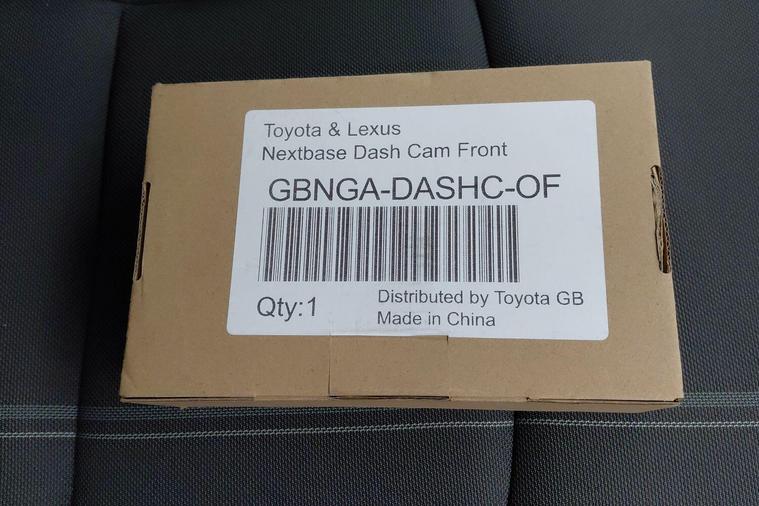 Toyota & Lexus
Nextbase Dash Cam Front
GBNGA-DASHC-OF
Qty:1
Distributed by Toyota GB
Made in China